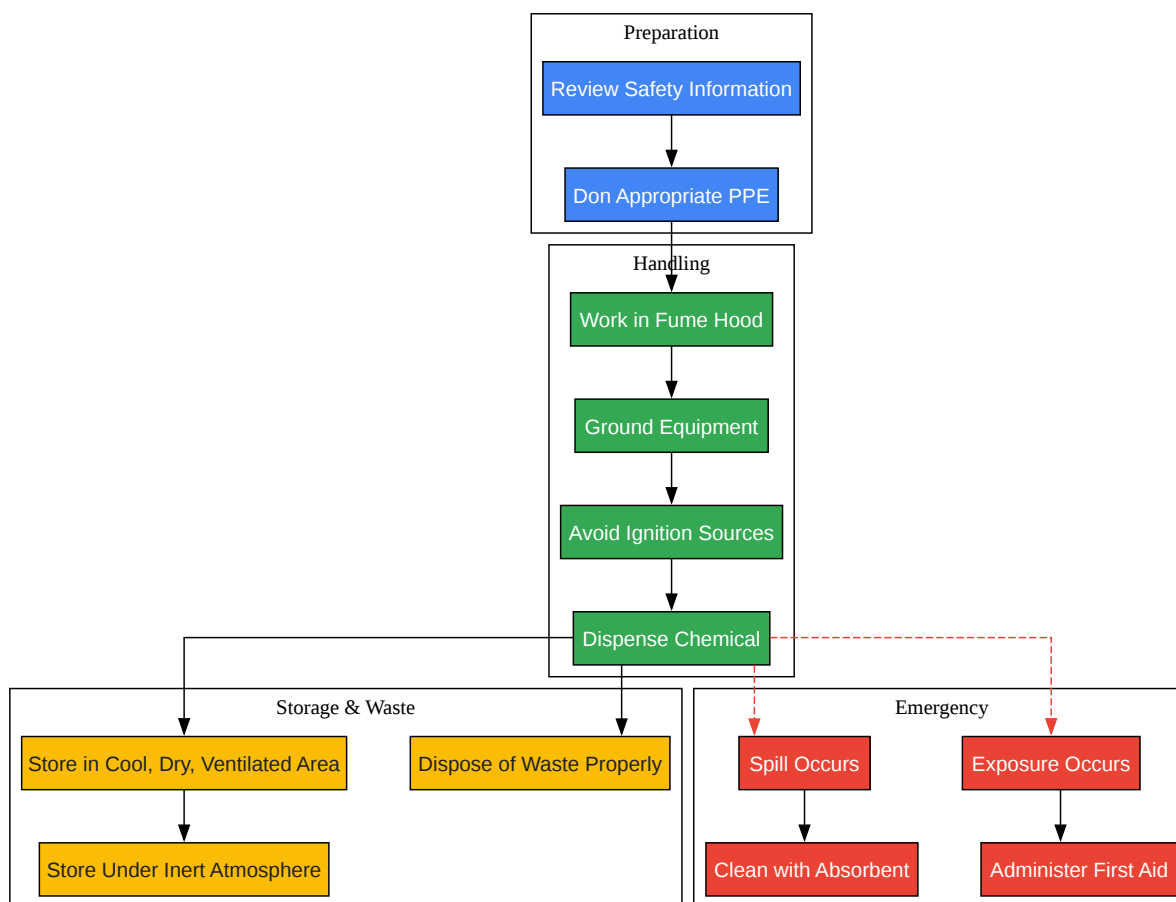 Preparation
Review Safety Information
Don Appropriate PPE
Handling
Work in Fume Hood
Ground Equipment
Avoid Ignition Sources
Dispense Chemical
Storage & Waste
Store in Cool, Dry, Ventilated Area
Dispose of Waste Properly
Store Under Inert Atmosphere
Emergency
Spill Occurs
Exposure Occurs
Clean with Absorbent
Administer First Aid